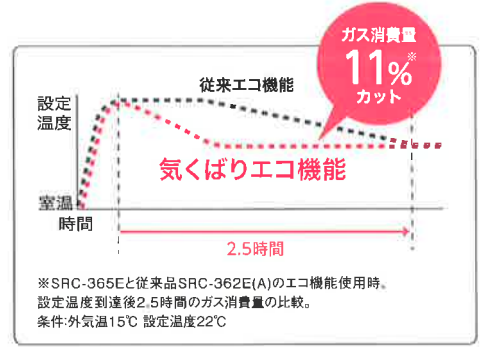 ガス消費量
11%※
カット
従来エコ機能
設定
温度
気くばりエコ機能
室温
時間
2.5時間
※SRC-365Eと従来品SRC-362E(A)のエコ機能使用時。
設定温度到達後2.5時間のガス消費量の比較。
条件:外気温15℃ 設定温度22℃